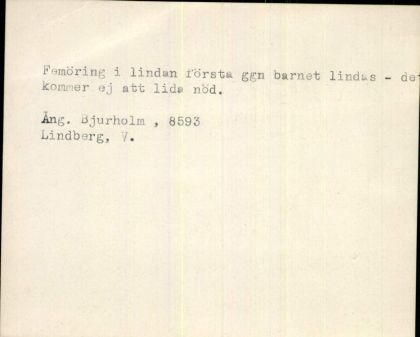 Femöring i lindan första ggn barnet lindas - det
kommer ej att lida nöd.
Ång. Bjurholm , 8593
Lindberg, V.